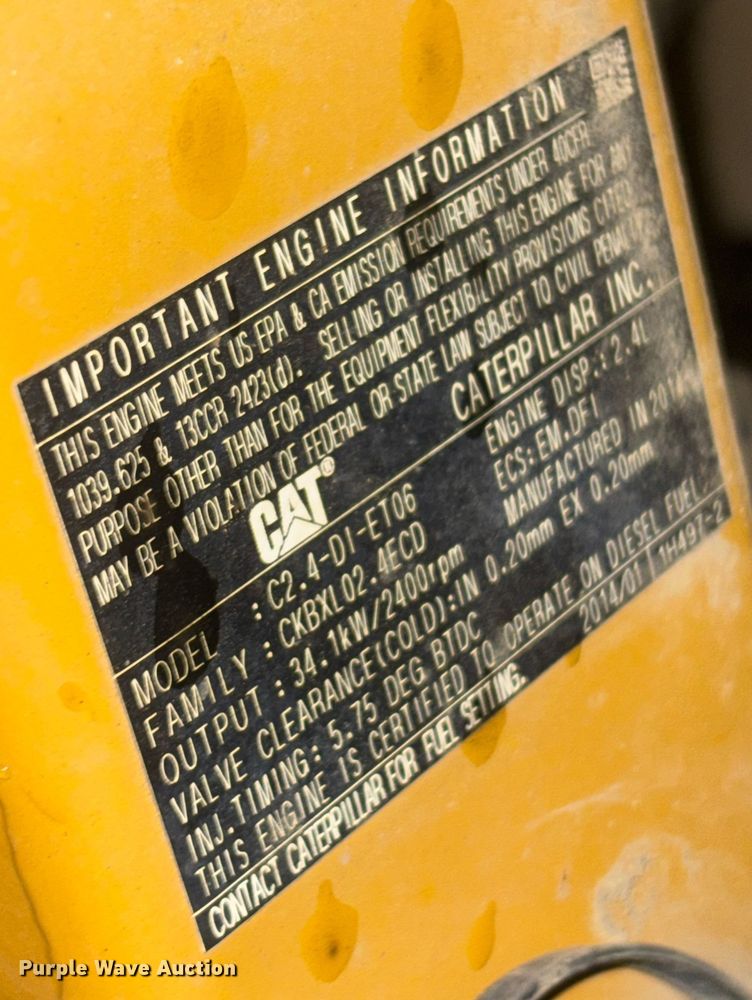 IMPORTANT ENGINE INFORMATION
THIS ENGINE MEETS US EPA & CA EMISSION REQUIREMENTS UNDER 40CFR
1039.625 & 13CCR 2423(d). SELLING OR INSTALLING THIS ENGINE FOR ANY
PURPOSE OTHER THAN FOR THE EQUIPMENT FLEXIBILITY PROVISIONS CITED
MAY BE A VIOLATION OF FEDERAL OR STATE LAW SUBJECT TO CIVIL PENALTY.
CAT® CATERPILLAR INC.
MODEL : C2.4-DI-ET06 ENGINE DISP.: 2.4L
FAMILY : CKBXL02.4ECD ECS: EM.DFI
OUTPUT : 34.1kW/2400rpm MANUFACTURED IN 2014
VALVE CLEARANCE(COLD):IN 0.20mm EX 0.20mm
INJ.TIMING: 5.75 DEG BTDC
THIS ENGINE IS CERTIFIED TO OPERATE ON DIESEL FUEL
CONTACT CATERPILLAR FOR FUEL SETTING. 2014/01 1H497-2
Purple Wave Auction